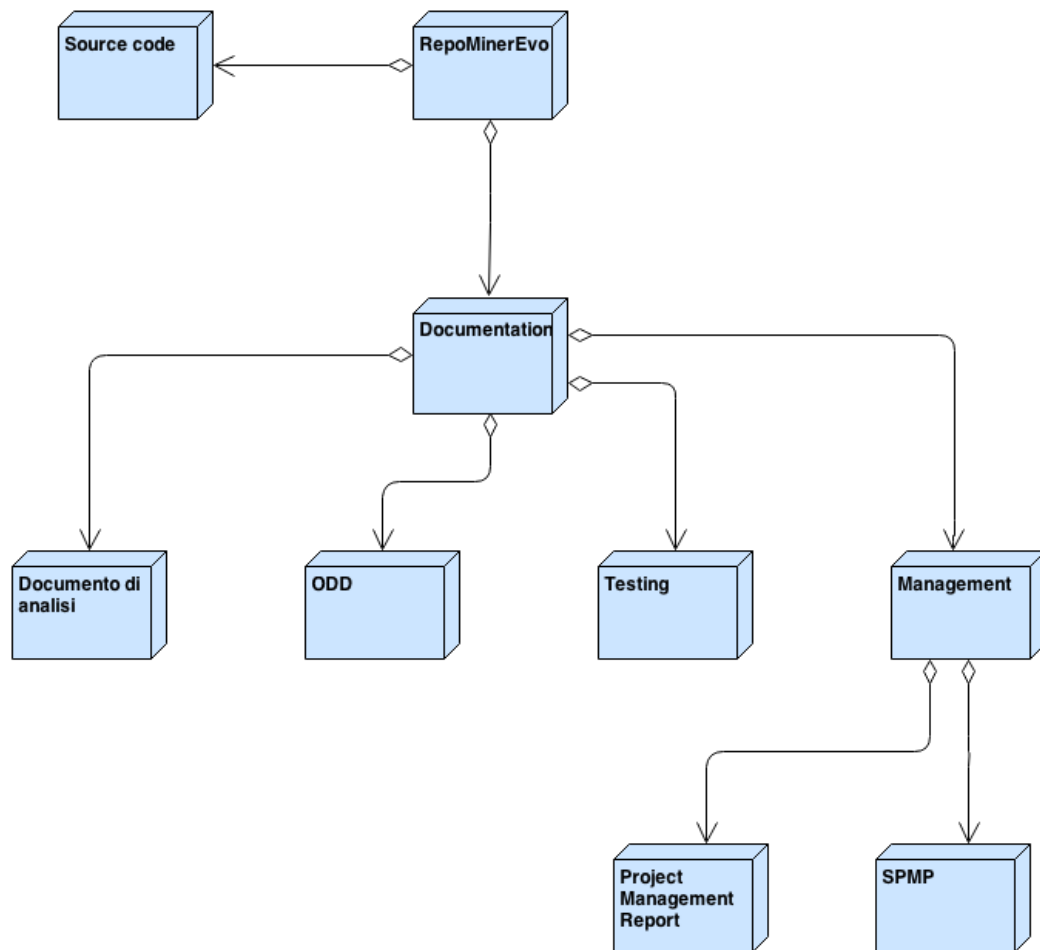 Source code
RepoMinerEvo
Documentation
Documento di
analisi
ODD
Testing
Management
Project
Management
Report
SPMP